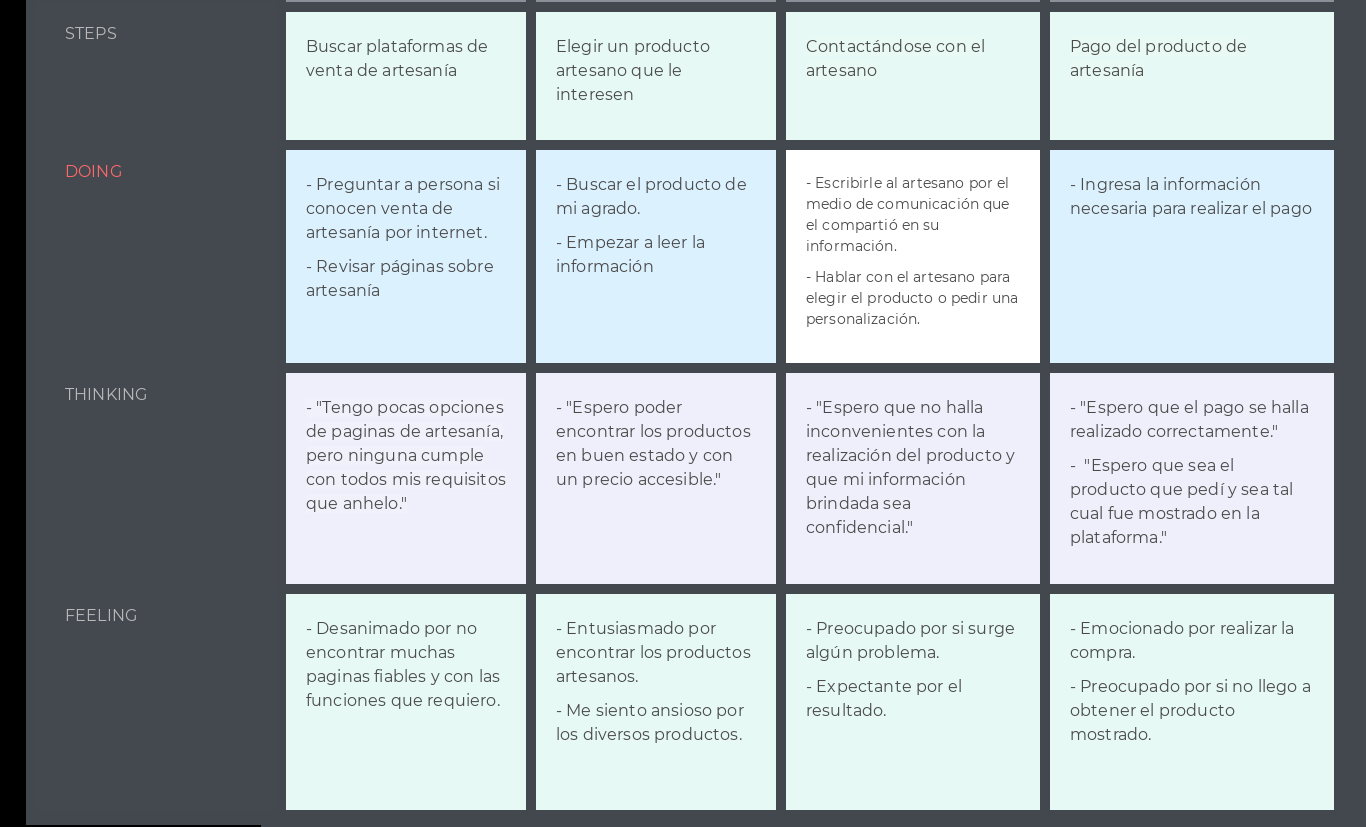 STEPS
Buscar plataformas de
venta de artesanía
Elegir un producto
artesano que le
interesen
Contactándose con el
artesano
Pago del producto de
artesanía
DOING
- Preguntar a persona si
conocen venta de
artesanía por internet.
- Revisar páginas sobre
artesanía
- Buscar el producto de
mi agrado.
- Empezar a leer la
información
- Escribirle al artesano por el
medio de comunicación que
el compartió en su
información.
- Hablar con el artesano para
elegir el producto o pedir una
personalización.
- Ingresa la información
necesaria para realizar el pago
THINKING
- "Tengo pocas opciones
de paginas de artesanía,
pero ninguna cumple
con todos mis requisitos
que anhelo."
- "Espero poder
encontrar los productos
en buen estado y con
un precio accesible."
- "Espero que no halla
inconvenientes con la
realización del producto y
que mi información
brindada sea
confidencial."
- "Espero que el pago se halla
realizado correctamente."
- "Espero que sea el
producto que pedí y sea tal
cual fue mostrado en la
plataforma."
FEELING
- Desanimado por no
encontrar muchas
paginas fiables y con las
funciones que requiero.
- Entusiasmado por
encontrar los productos
artesanos.
- Me siento ansioso por
los diversos productos.
- Preocupado por si surge
algún problema.
- Expectante por el
resultado.
- Emocionado por realizar la
compra.
- Preocupado por si no llego a
obtener el producto
mostrado.